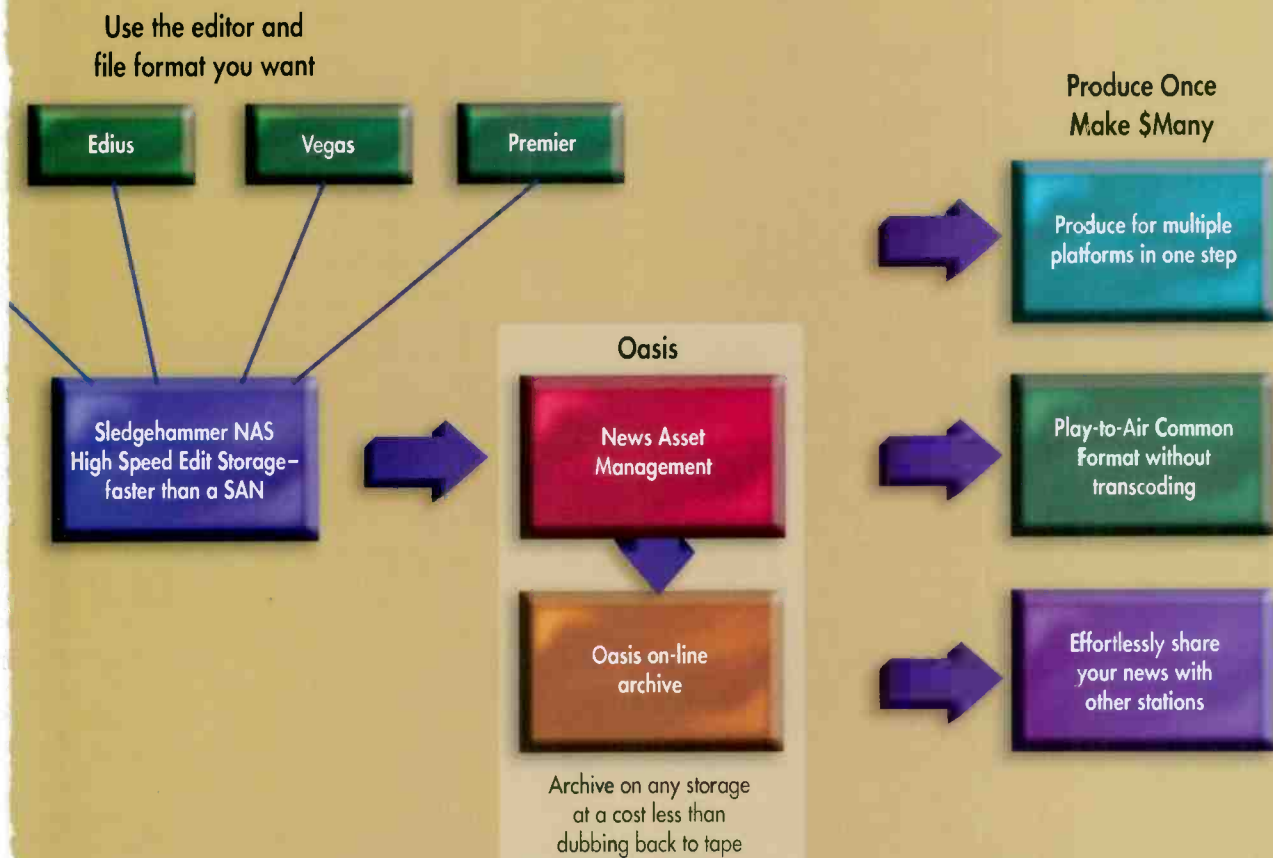 Use the editor and
file format you want
Edius
Vegas
Premier
Produce Once
Make $Many
Produce for multiple
platforms in one step
Oasis
Sledgehammer NAS
High Speed Edit Storage–
faster than a SAN
News Asset
Management
Play-to-Air Common
Format without
transcoding
Oasis on-line
archive
Effortlessly share
your news with
other stations
Archive on any storage
at a cost less than
dubbing back to tape